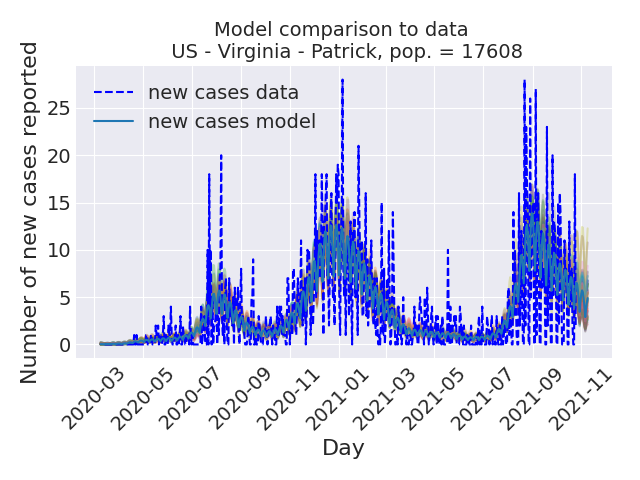 Model comparison to data
US - Virginia - Patrick, pop. = 17608
Number of new cases reported
new cases data
new cases model
25
20
15
10
5
0
2020-03
2020-05
2020-07
2020-09
2020-11
2021-01
2021-03
2021-05
2021-07
2021-09
2021-11
Day